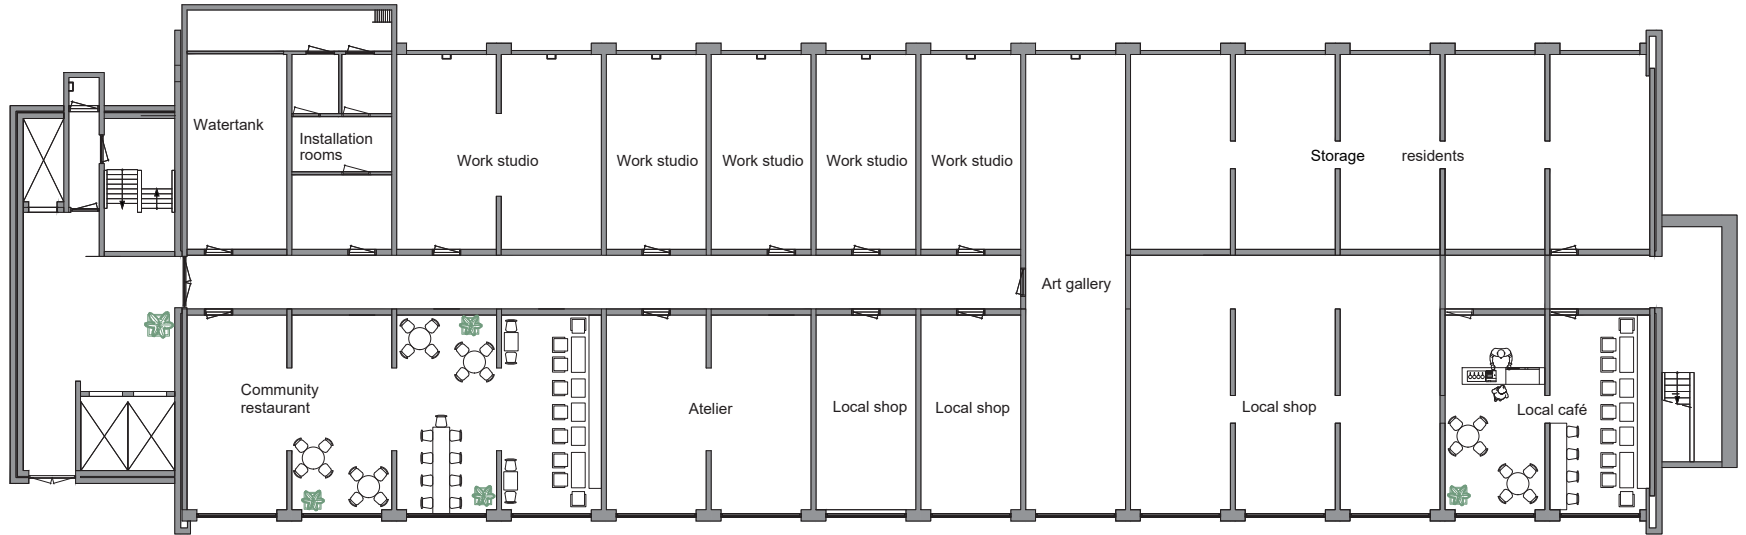 Watertank
Installation
rooms
Work studio
Work studio
Work studio
Work studio
Work studio
Storage residents
Art gallery
Community
restaurant
Atelier
Local shop
Local shop
Local shop
Local café